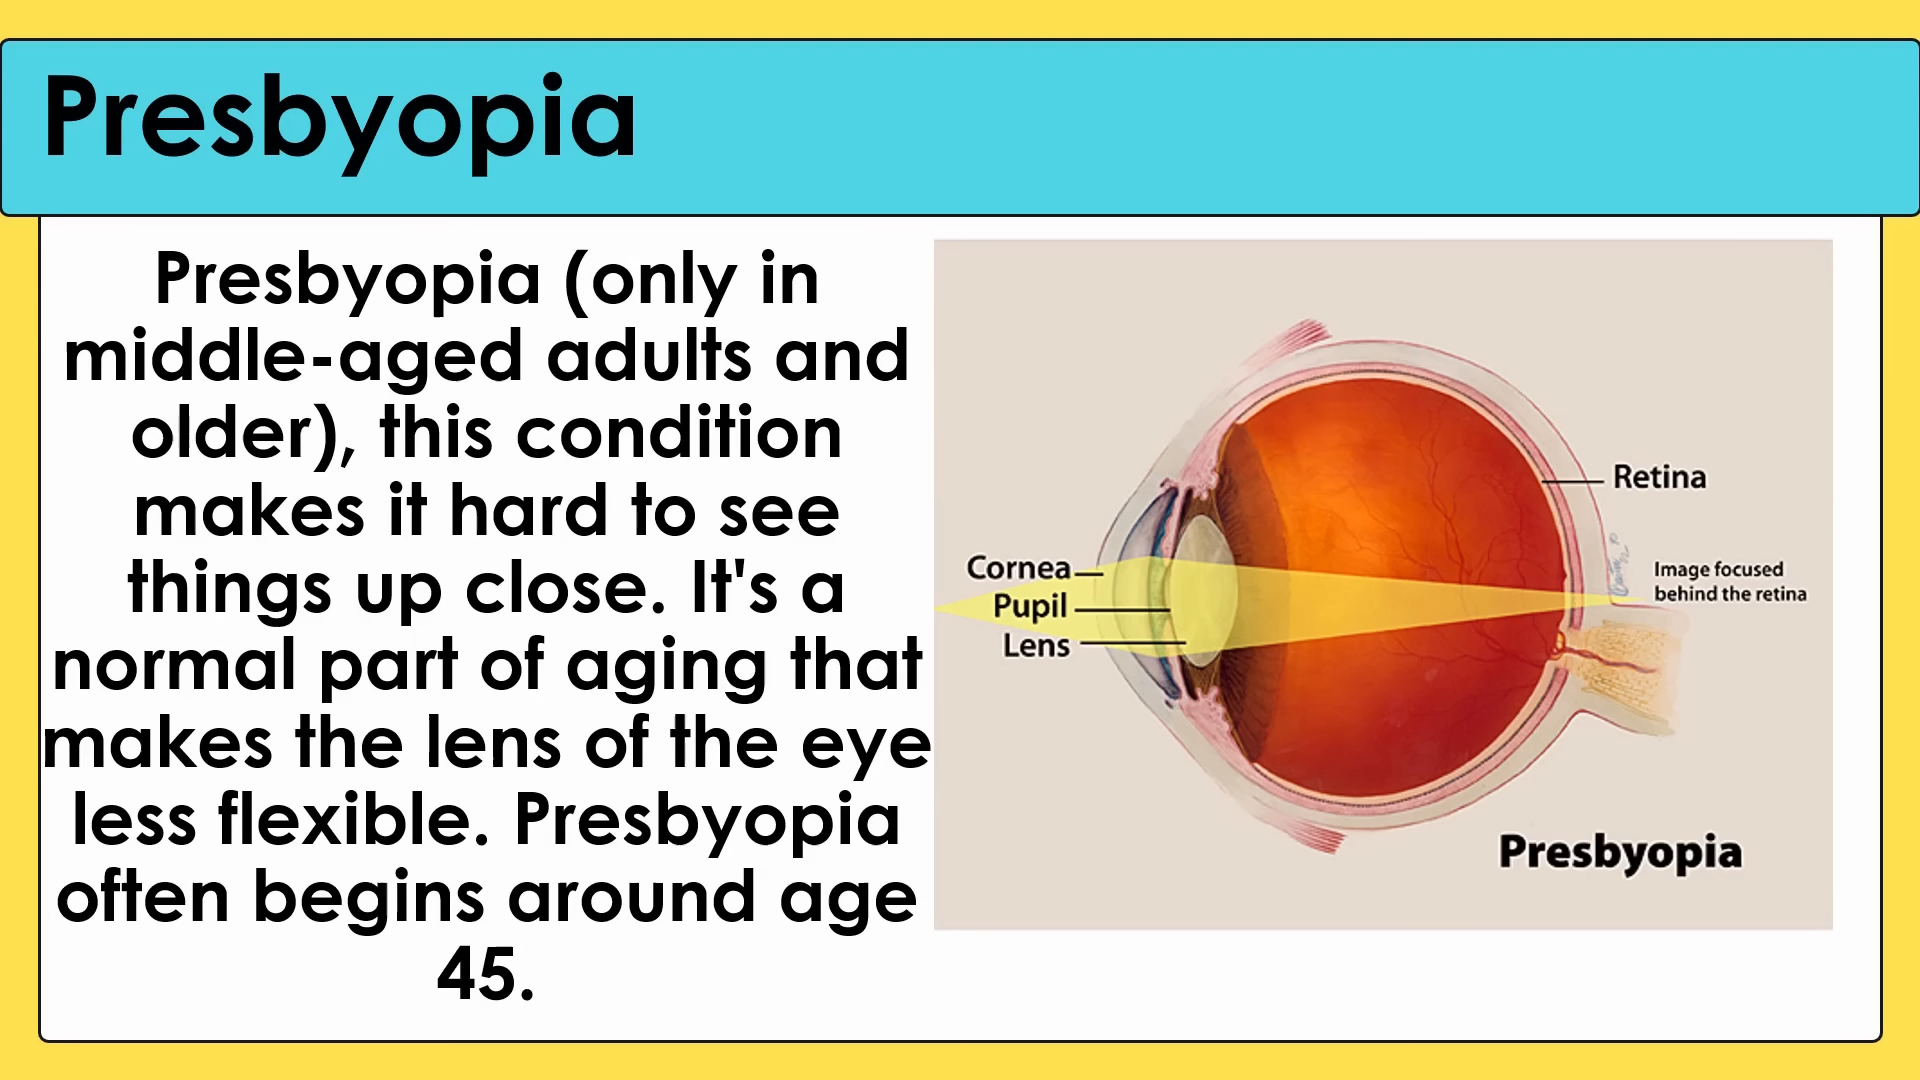 Presbyopia
Presbyopia (only in
middle-aged adults and
older), this condition
makes it hard to see
things up close. It's a
normal part of aging that
makes the lens of the eye
less flexible. Presbyopia
often begins around age
45.
Retina
Cornea
Pupil
Lens
Image focused
behind the retina
Presbyopia